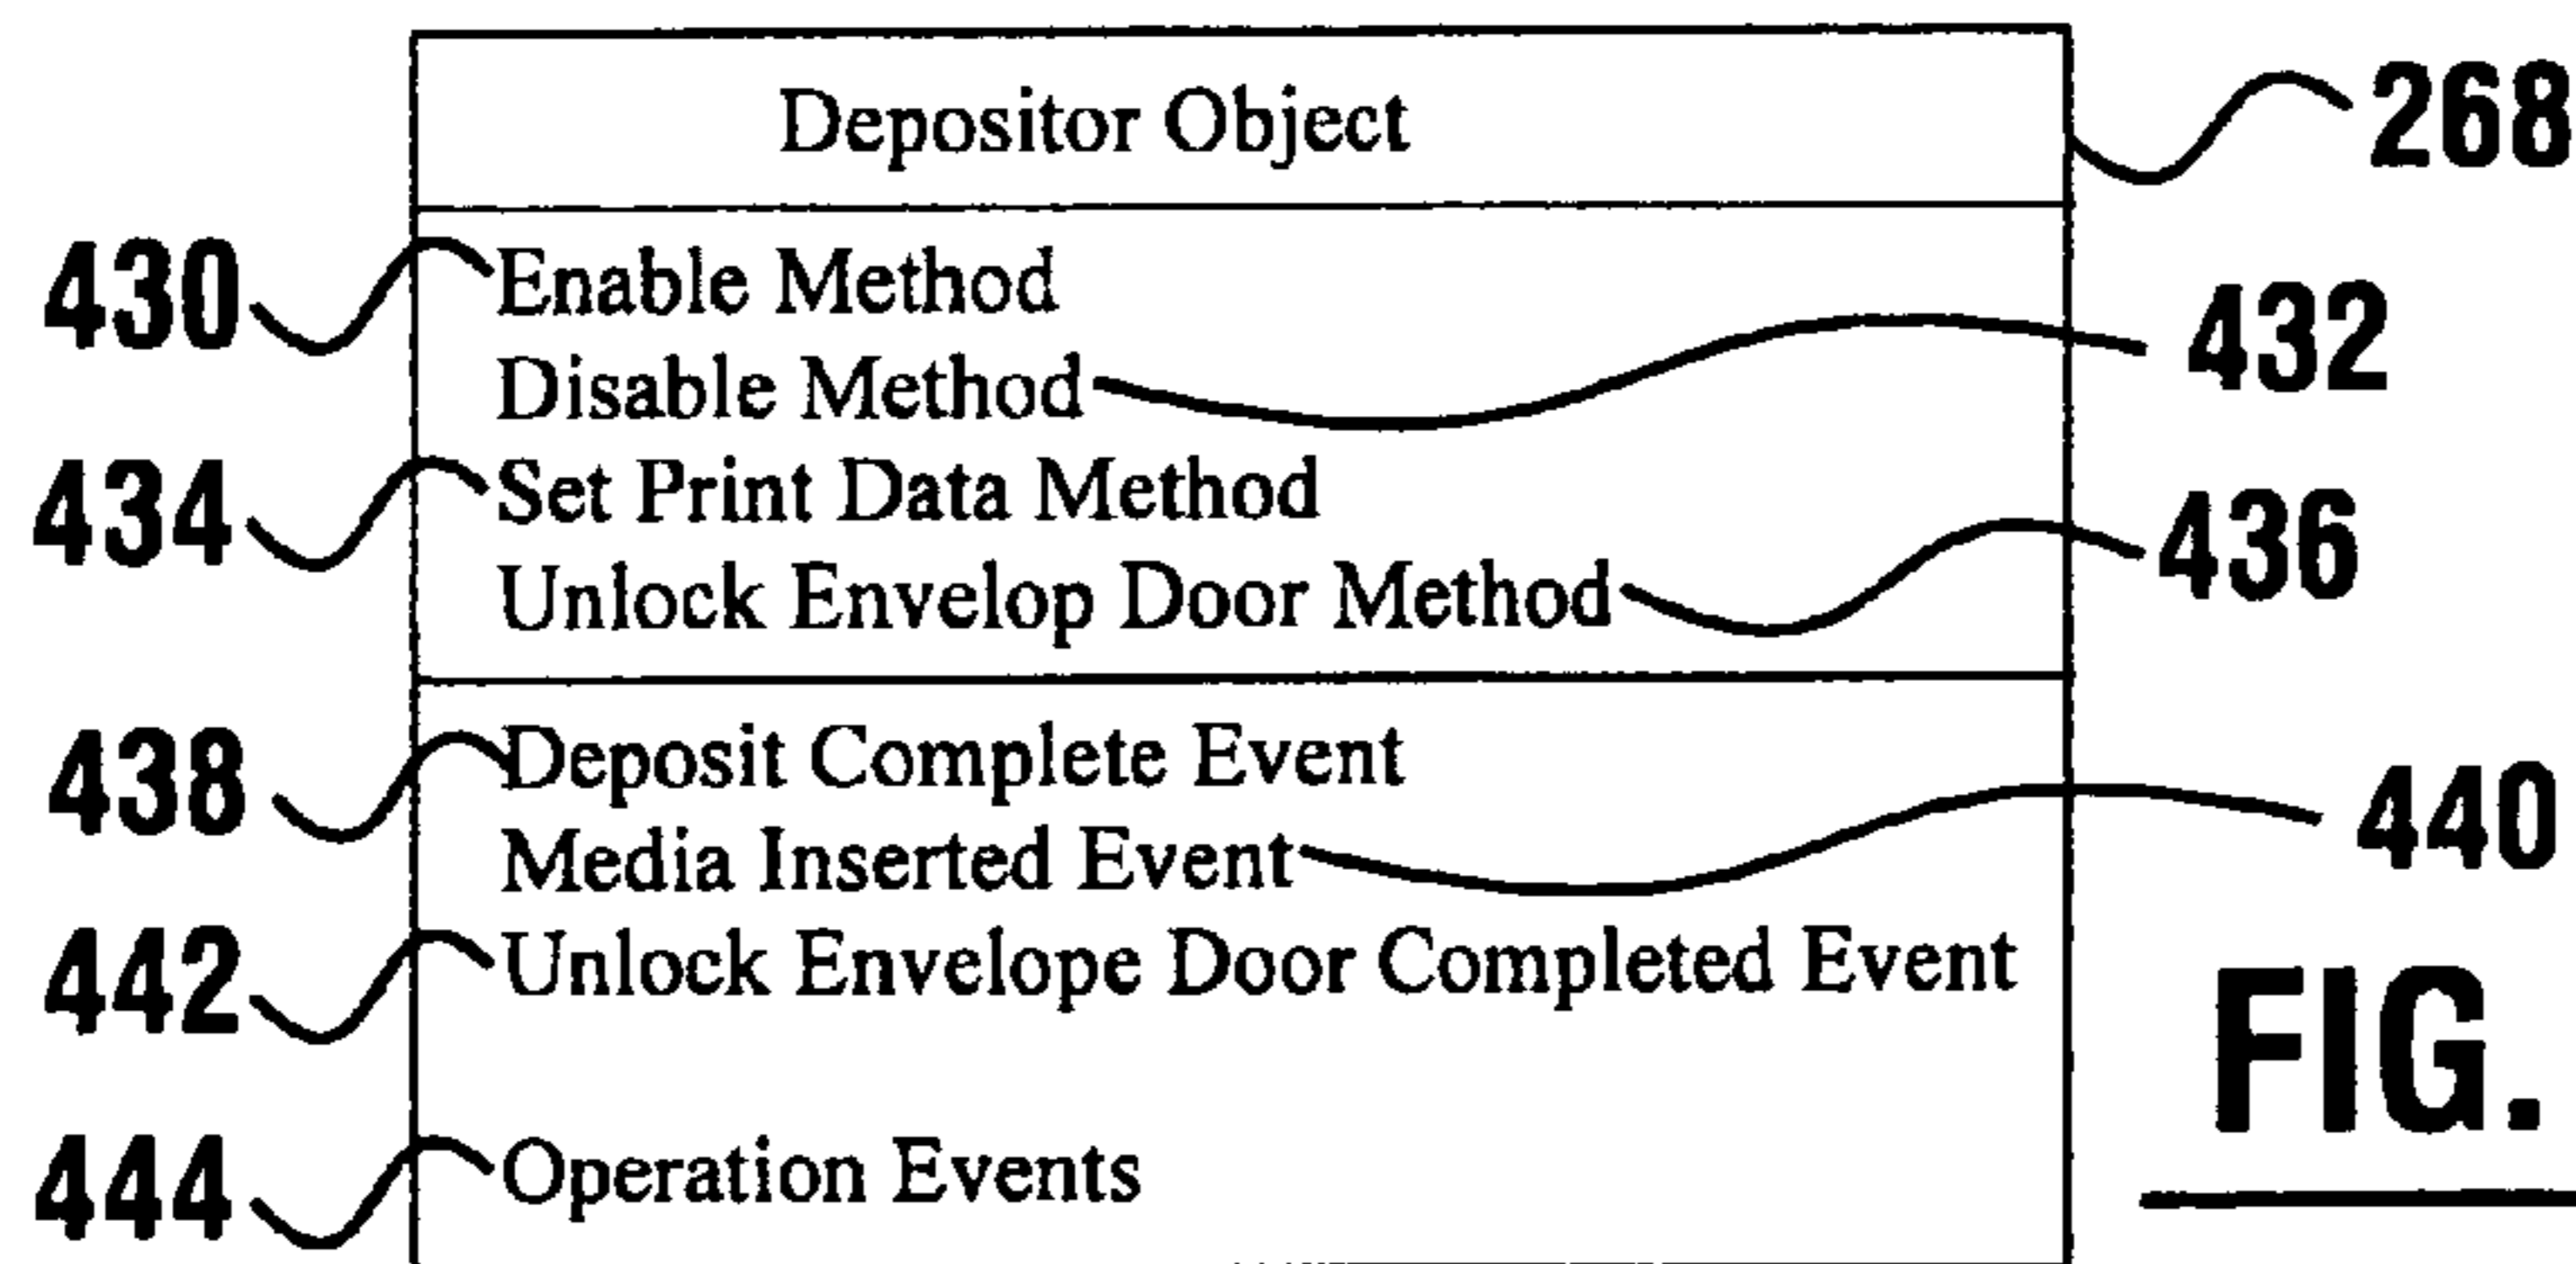 Depositor Object
268
430
Enable Method
432
Disable Method
434
Set Print Data Method
436
Unlock Envelop Door Method
438
Deposit Complete Event
440
Media Inserted Event
442
Unlock Envelope Door Completed Event
FIG.
444
Operation Events